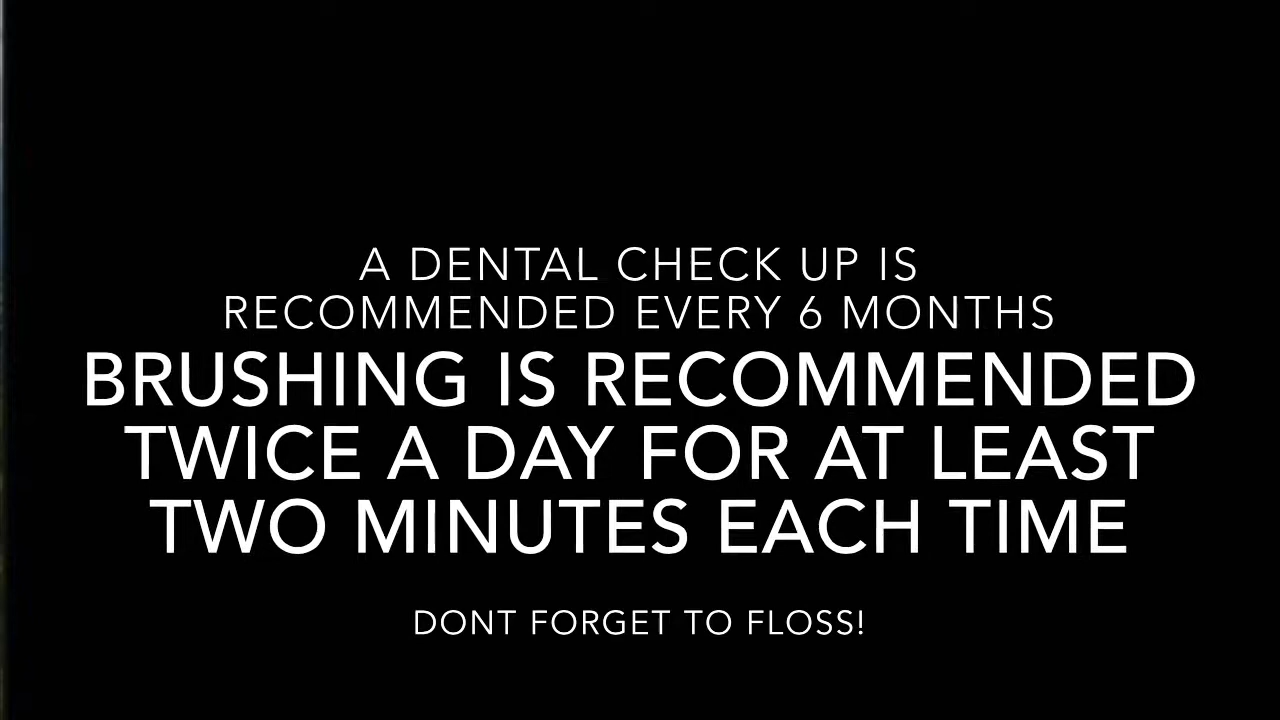 A DENTAL CHECK UP IS
RECOMMENDED EVERY 6 MONTHS
BRUSHING IS RECOMMENDED
TWICE A DAY FOR AT LEAST
TWO MINUTES EACH TIME
DONT FORGET TO FLOSS!